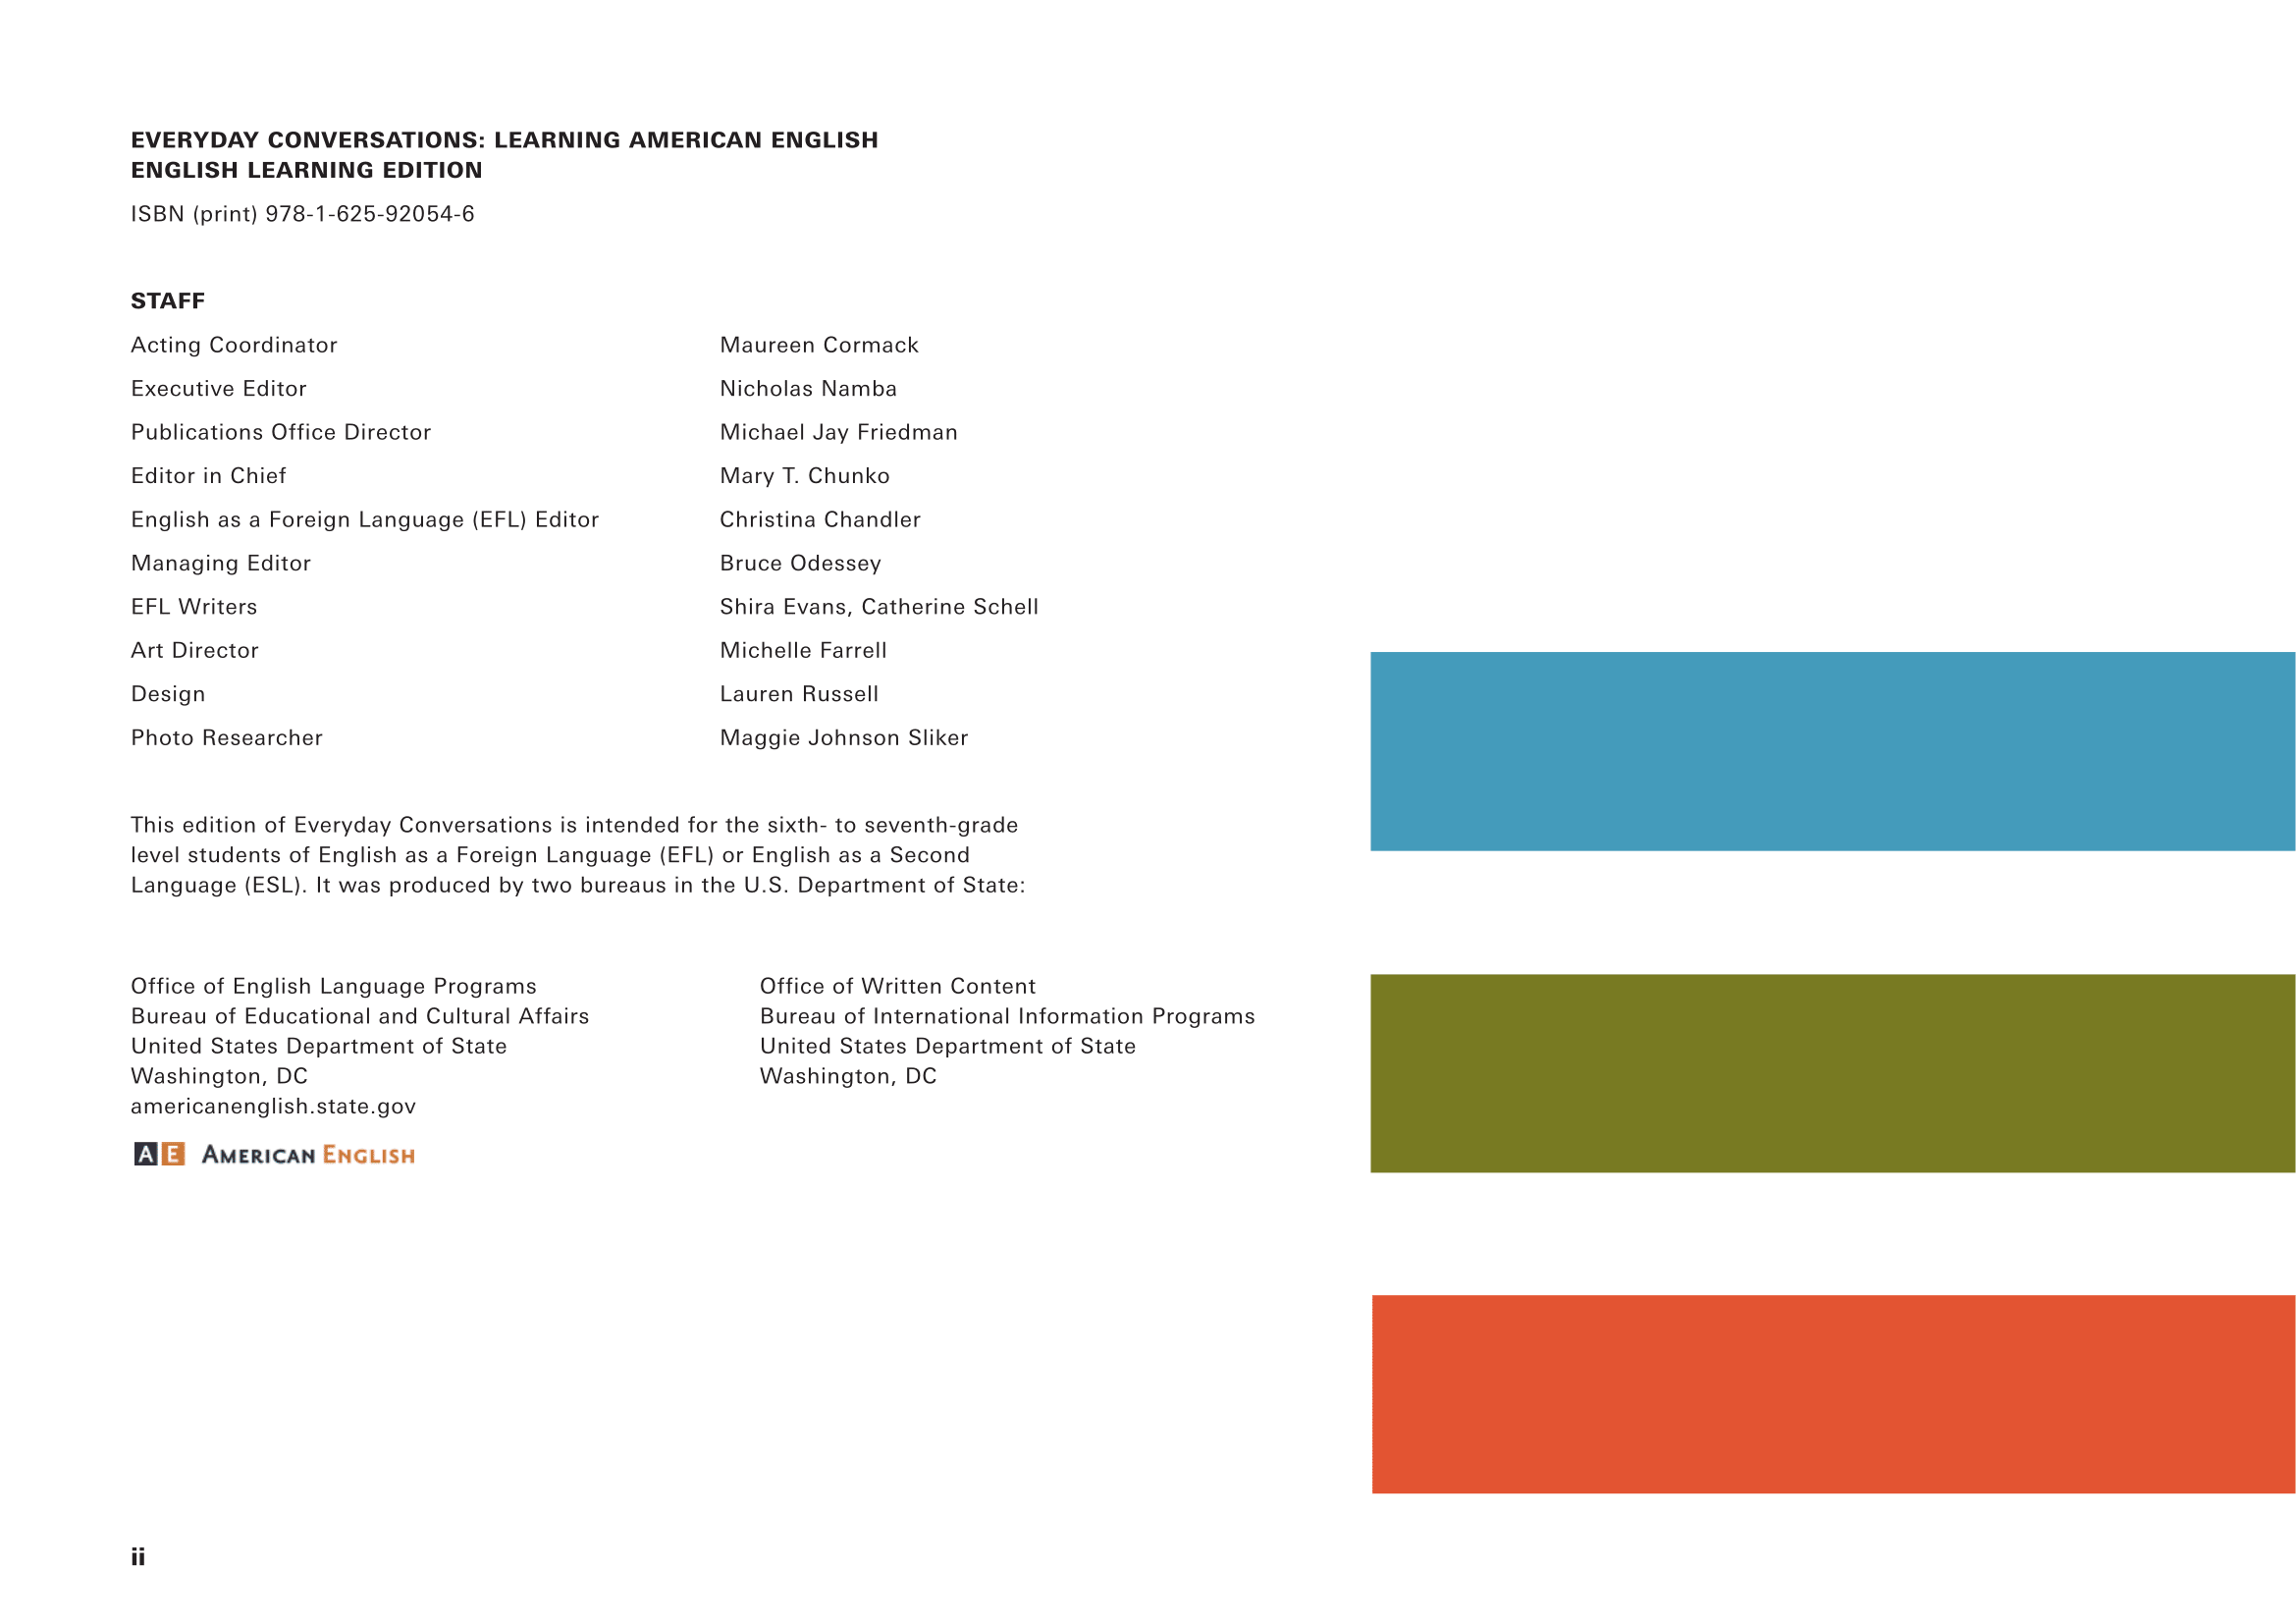 EVERYDAY CONVERSATIONS: LEARNING AMERICAN ENGLISH
ENGLISH LEARNING EDITION
ISBN (print) 978-1-625-92054-6
STAFF
Acting Coordinator Maureen Cormack
Executive Editor Nicholas Namba
Publications Office Director Michael Jay Friedman
Editor in Chief Mary T. Chunko
English as a Foreign Language (EFL) Editor Christina Chandler
Managing Editor Bruce Odessey
EFL Writers Shira Evans, Catherine Schell
Art Director Michelle Farrell
Design Lauren Russell
Photo Researcher Maggie Johnson Sliker
This edition of Everyday Conversations is intended for the sixth- to seventh-grade
level students of English as a Foreign Language (EFL) or English as a Second
Language (ESL). It was produced by two bureaus in the U.S. Department of State:
Office of English Language Programs
Bureau of Educational and Cultural Affairs
United States Department of State
Washington, DC
americanenglish.state.gov
AE AMERICAN ENGLISH
Office of Written Content
Bureau of International Information Programs
United States Department of State
Washington, DC
ii